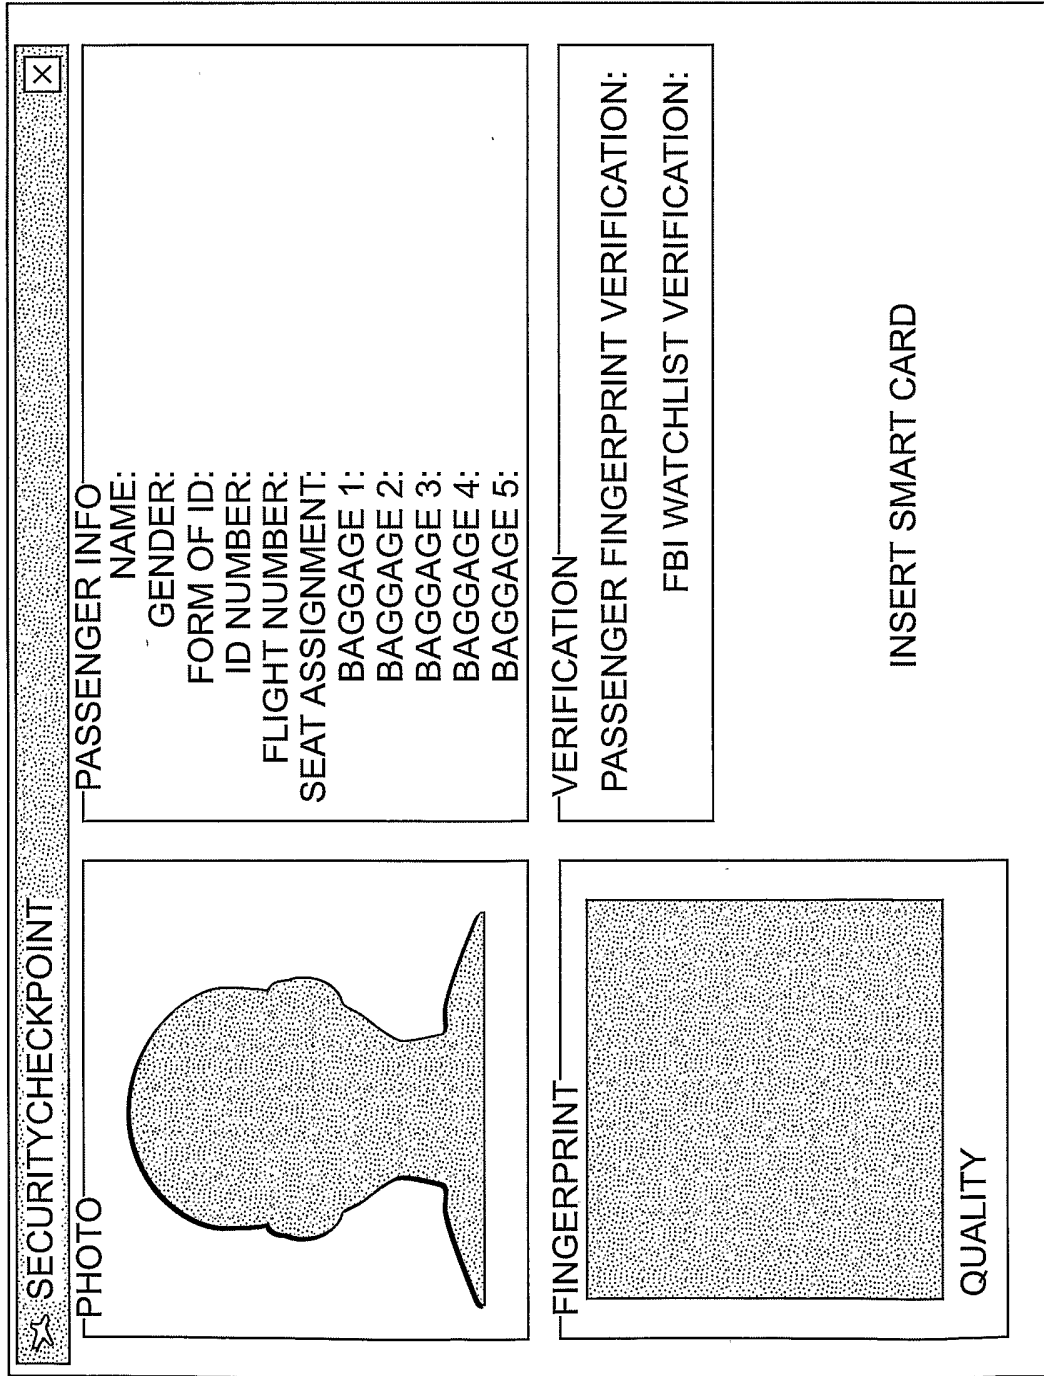 SECURITYCHECKPOINT
X
PHOTO
PASSENGER INFO
NAME:
GENDER:
FORM OF ID:
ID NUMBER:
FLIGHT NUMBER:
SEAT ASSIGNMENT:
BAGGAGE 1:
BAGGAGE 2:
BAGGAGE 3:
BAGGAGE 4:
BAGGAGE 5:
FINGERPRINT
QUALITY
VERIFICATION
PASSENGER FINGERPRINT VERIFICATION:
FBI WATCHLIST VERIFICATION:
INSERT SMART CARD